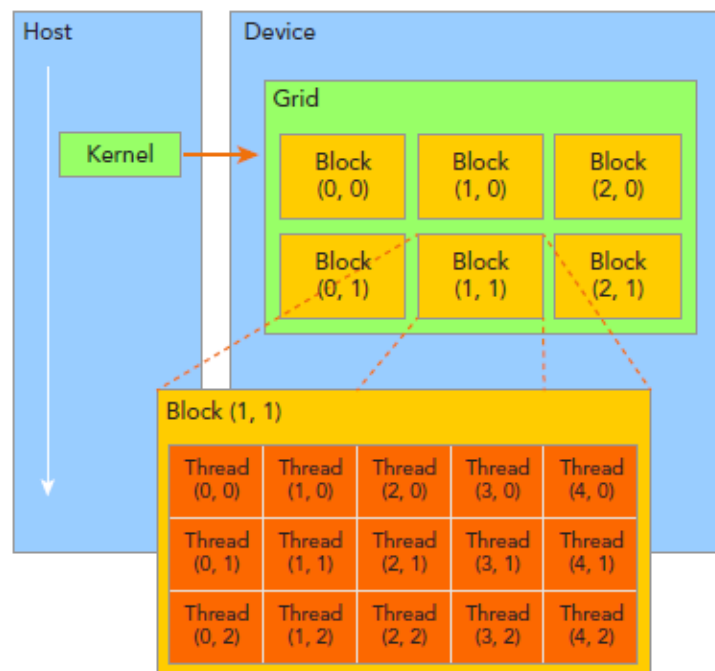 Host
Device
Grid
Kernel
Block
(0, 0)
Block
(1, 0)
Block
(2, 0)
Block
(0, 1)
Block
(1, 1)
Block
(2, 1)
Block (1, 1)
Thread
(0, 0)
Thread
(1, 0)
Thread
(2, 0)
Thread
(3, 0)
Thread
(4, 0)
Thread
(0, 1)
Thread
(1, 1)
Thread
(2, 1)
Thread
(3, 1)
Thread
(4, 1)
Thread
(0, 2)
Thread
(1, 2)
Thread
(2, 2)
Thread
(3, 2)
Thread
(4, 2)